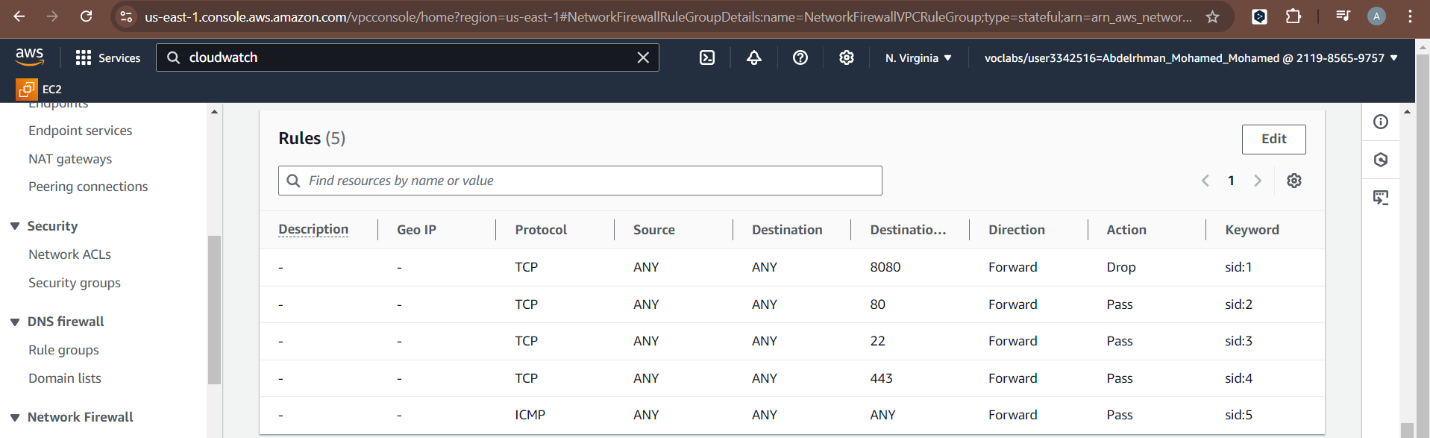 us-east-1.console.aws.amazon.com/vpcconsole/home?region=us-east-1#NetworkFirewallRuleGroupDetails:name=NetworkFirewallVPCRuleGroup;type=stateful;arn=arn_aws_networ...
A
aws Services cloudwatch N. Virginia voclabs/user3342516=Abdelrhman_Mohamed_Mohamed @ 2119-8565-9757
EC2
Endpoints
Endpoint services
NAT gateways
Peering connections
Security
Network ACLs
Security groups
DNS firewall
Rule groups
Domain lists
Network Firewall
Rules (5)
Edit
Find resources by name or value
1
Description Geo IP Protocol Source Destination Destinatio... Direction Action Keyword
- - TCP ANY ANY 8080 Forward Drop sid:1
- - TCP ANY ANY 80 Forward Pass sid:2
- - TCP ANY ANY 22 Forward Pass sid:3
- - TCP ANY ANY 443 Forward Pass sid:4
- - ICMP ANY ANY ANY Forward Pass sid:5